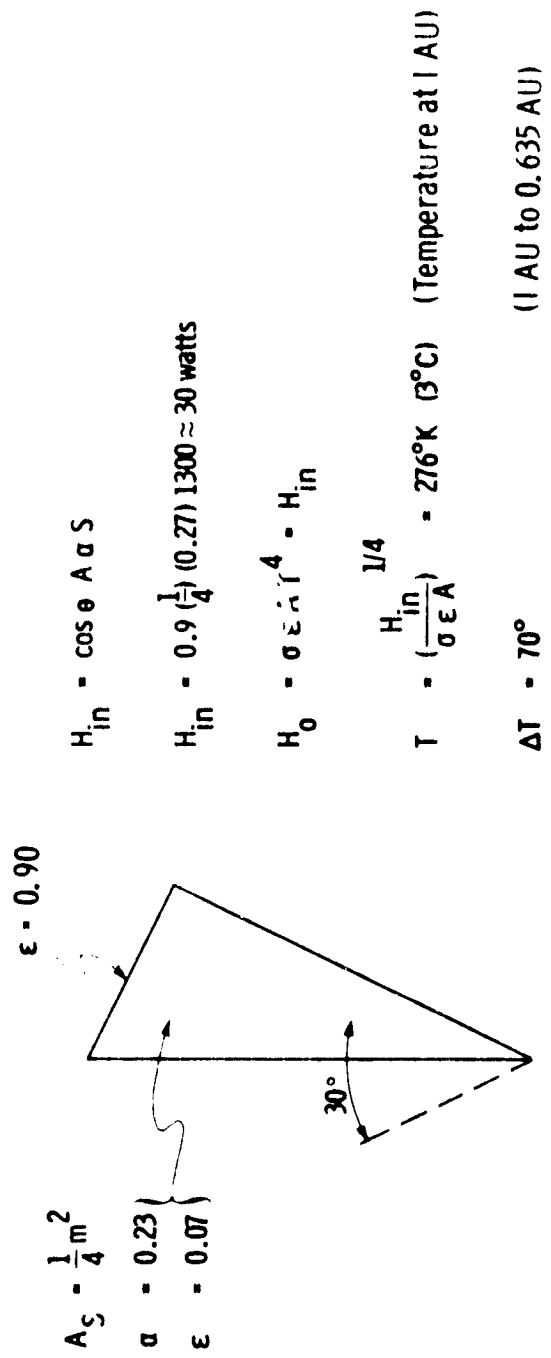 A_S = 1/4 m²
α = 0.23
ε = 0.07
ε = 0.90
30°
H_in = cos θ A α S
H_in = 0.9 (1/4) (0.27) 1300 ≈ 30 watts
H_o = σ ε A T⁴ = H_in
T = (H_in / σ ε A)^1/4 = 276°K (3°C) (Temperature at 1 AU)
ΔT = 70° (1 AU to 0.635 AU)